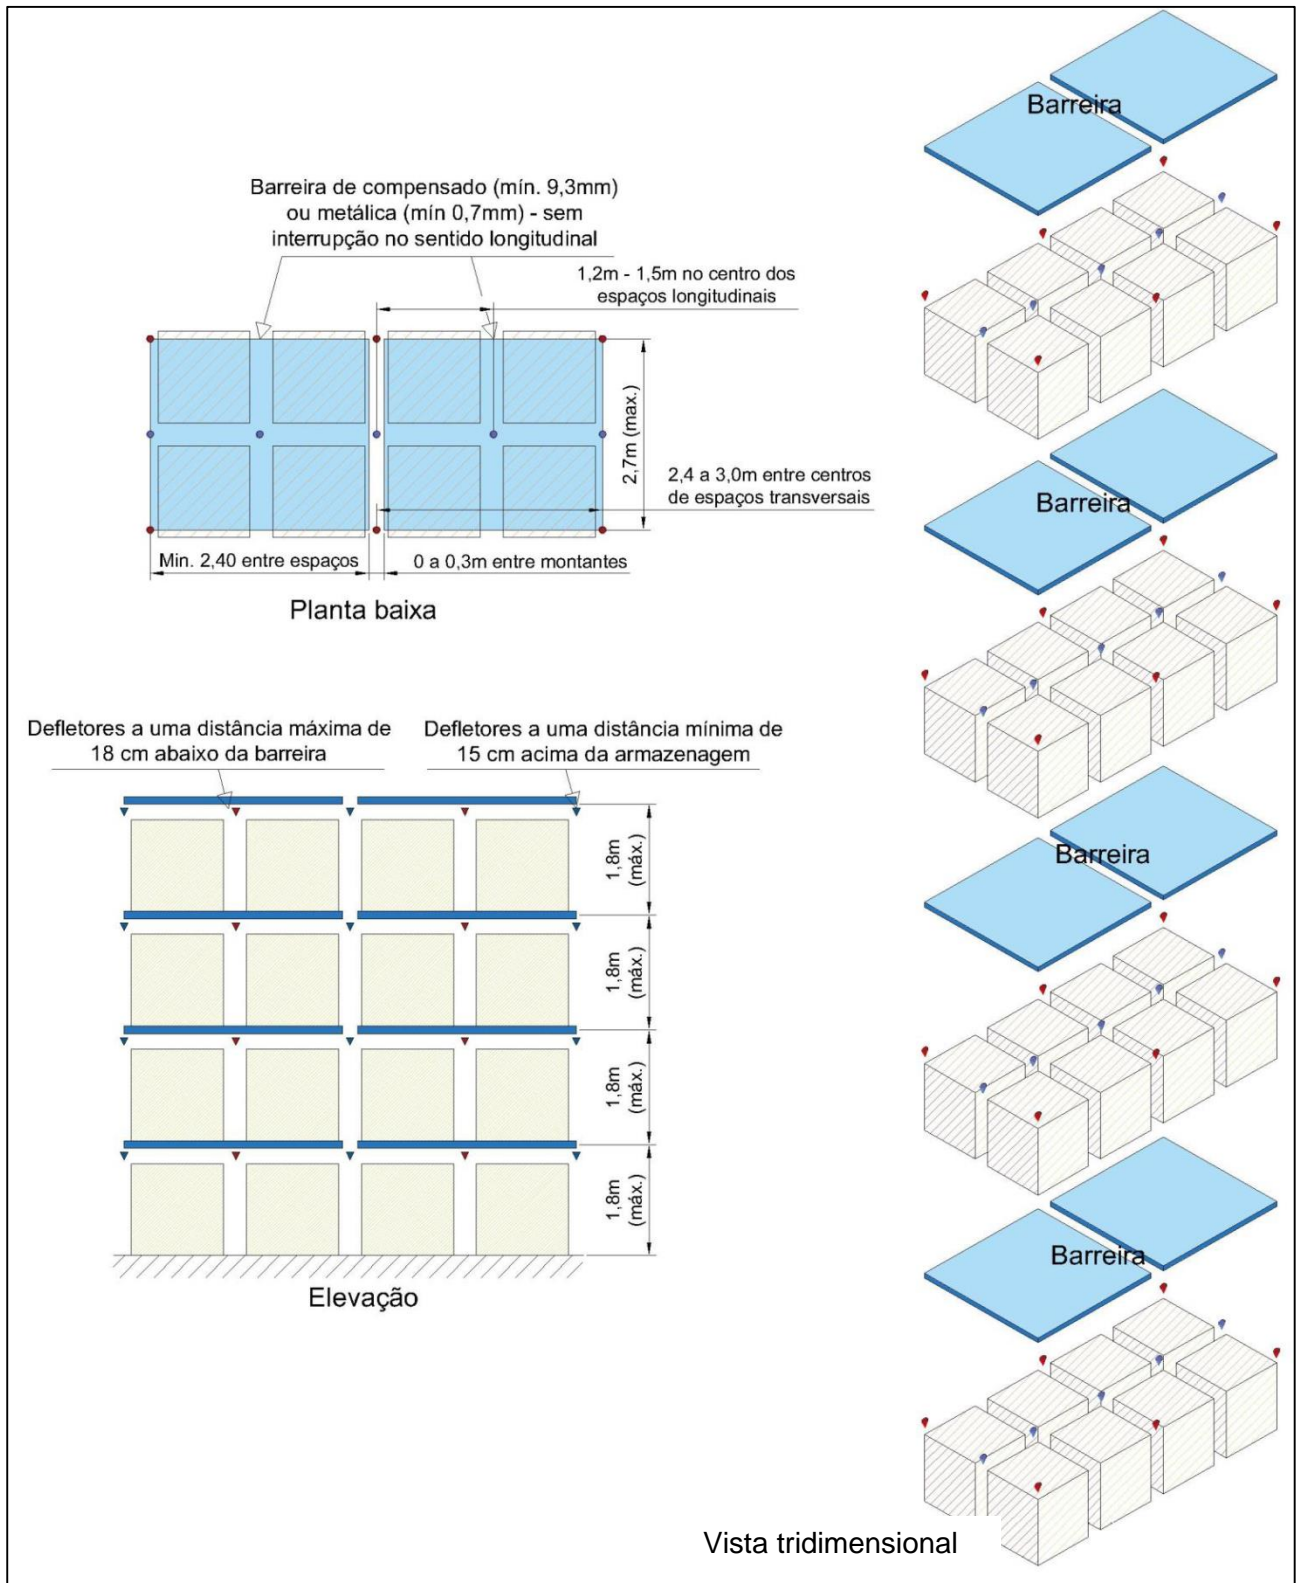 Barreira
Barreira de compensado (mín. 9,3mm)
ou metálica (mín 0,7mm) - sem
interrupção no sentido longitudinal
1,2m - 1,5m no centro dos
espaços longitudinais
2,7m (max.)
2,4 a 3,0m entre centros
de espaços transversais
Min. 2,40 entre espaços
0 a 0,3m entre montantes
Planta baixa
Barreira
Defletores a uma distância máxima de
18 cm abaixo da barreira
Defletores a uma distância mínima de
15 cm acima da armazenagem
1,8m
(máx.)
1,8m
(máx.)
1,8m
(máx.)
1,8m
(máx.)
Elevação
Barreira
Barreira
Vista tridimensional